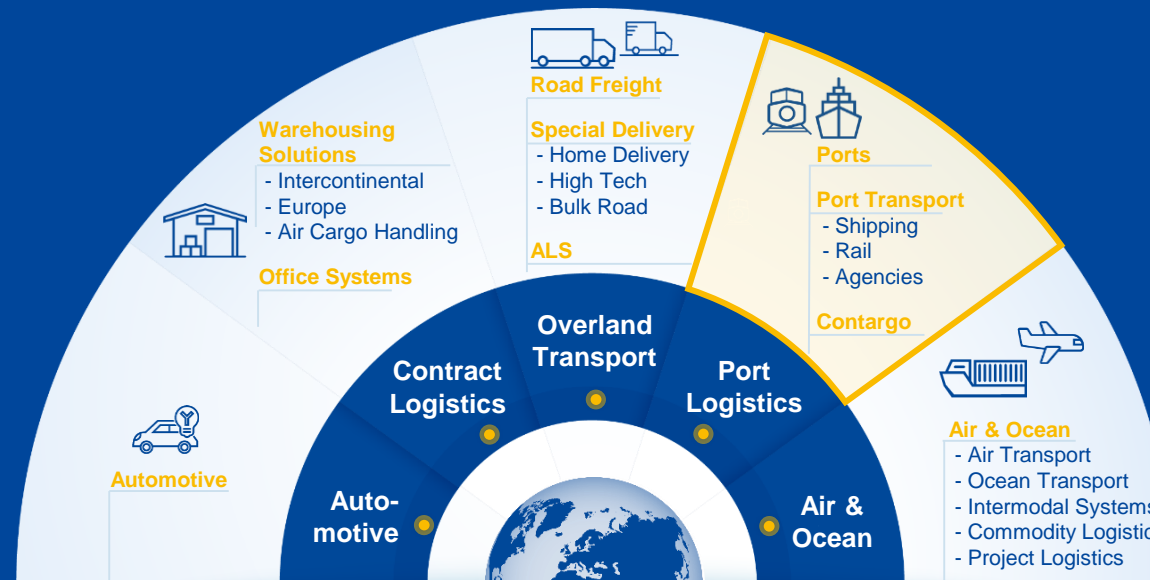 Road Freight
Special Delivery
- Home Delivery
- High Tech
- Bulk Road
ALS
Warehousing
Solutions
- Intercontinental
- Europe
- Air Cargo Handling
Office Systems
Ports
Port Transport
- Shipping
- Rail
- Agencies
Contargo
Automotive
Air & Ocean
- Air Transport
- Ocean Transport
- Intermodal Systems
- Commodity Logistic
- Project Logistics
Auto-
motive
Contract
Logistics
Overland
Transport
Port
Logistics
Air &
Ocean